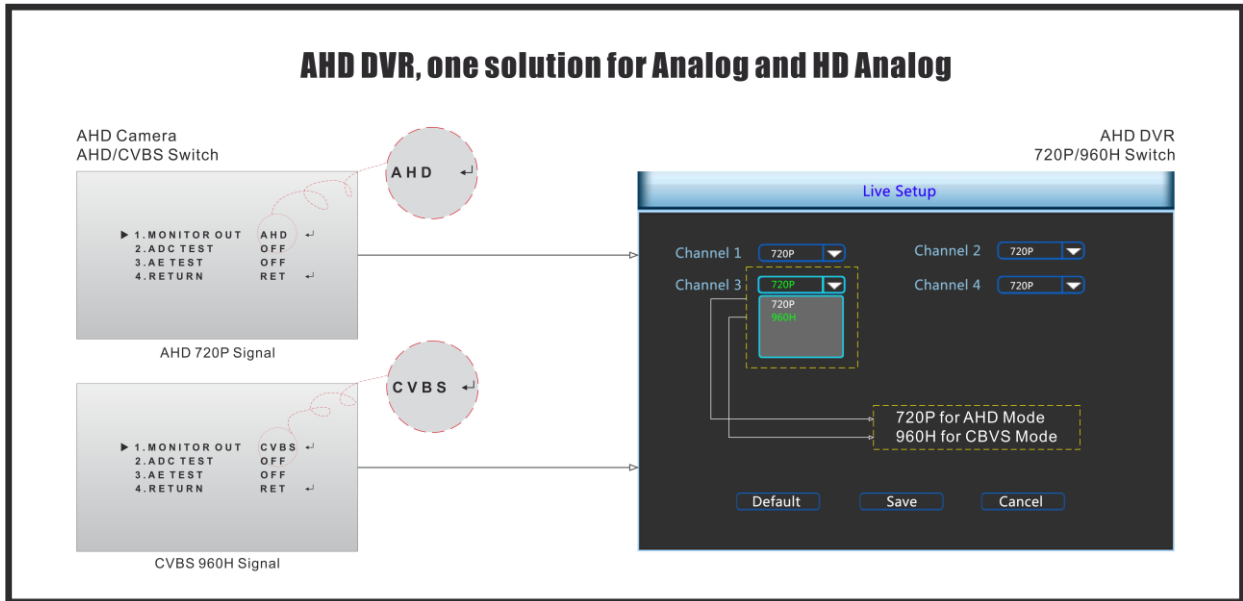 AHD DVR, one solution for Analog and HD Analog
AHD Camera
AHD/CVBS Switch
AHD ↵
▶ 1.MONITOR OUT AHD ↵
2.ADC TEST OFF
3.AE TEST OFF
4.RETURN RET ↵
AHD 720P Signal
CVBS ↵
▶ 1.MONITOR OUT CVBS ↵
2.ADC TEST OFF
3.AE TEST OFF
4.RETURN RET ↵
CVBS 960H Signal
AHD DVR
720P/960H Switch
Live Setup
Channel 1 720P
Channel 2 720P
Channel 3 720P
Channel 4 720P
720P
960H
720P for AHD Mode
960H for CBVS Mode
Default Save Cancel